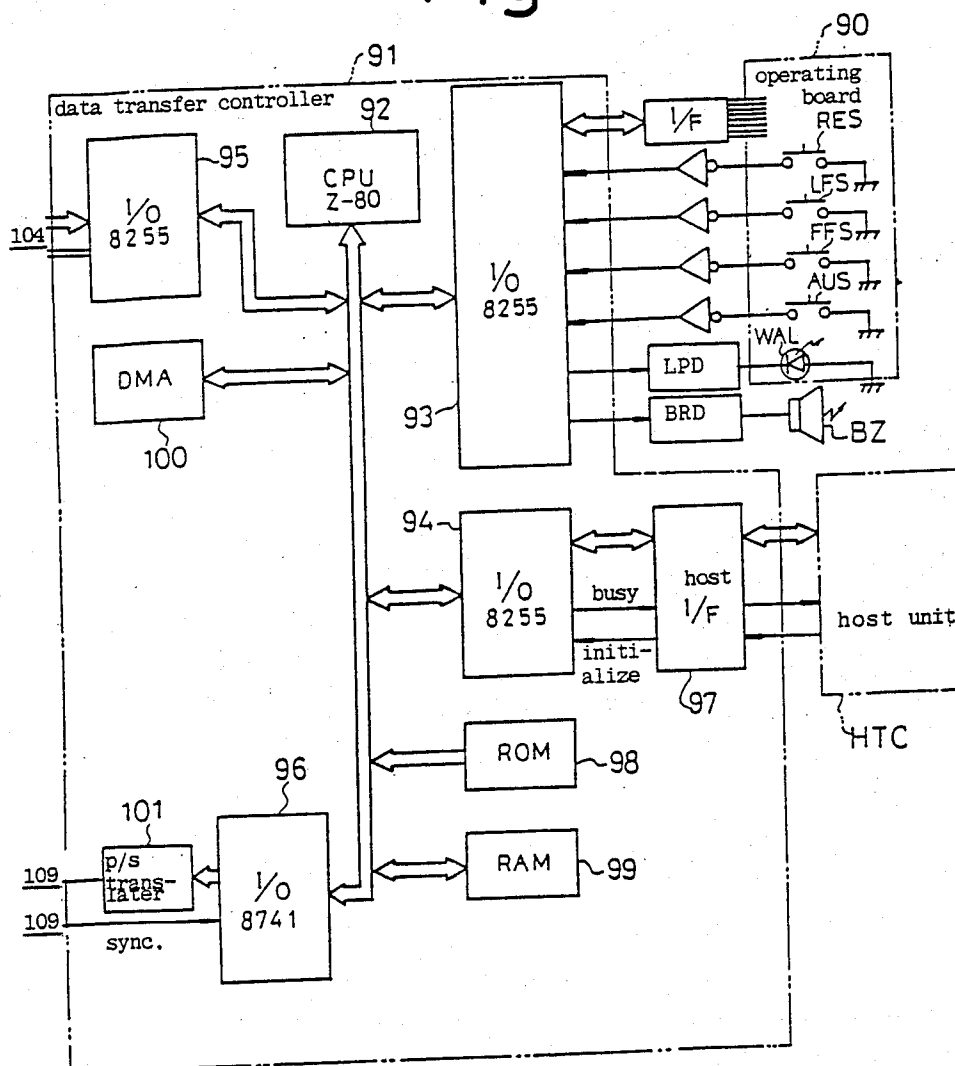 Fig
91
90
data transfer controller
operating
board
92
95
I/F
RES
CPU
Z-80
I/O
8255
LFS
104
FFS
I/O
8255
AUS
WAL
DMA
LPD
93
BRD
100
BZ
94
I/O
8255
busy
host
I/F
host unit
initi-
alize
97
HTC
ROM
98
96
101
p/s
trans-
later
RAM
99
109
I/O
8741
109
sync.